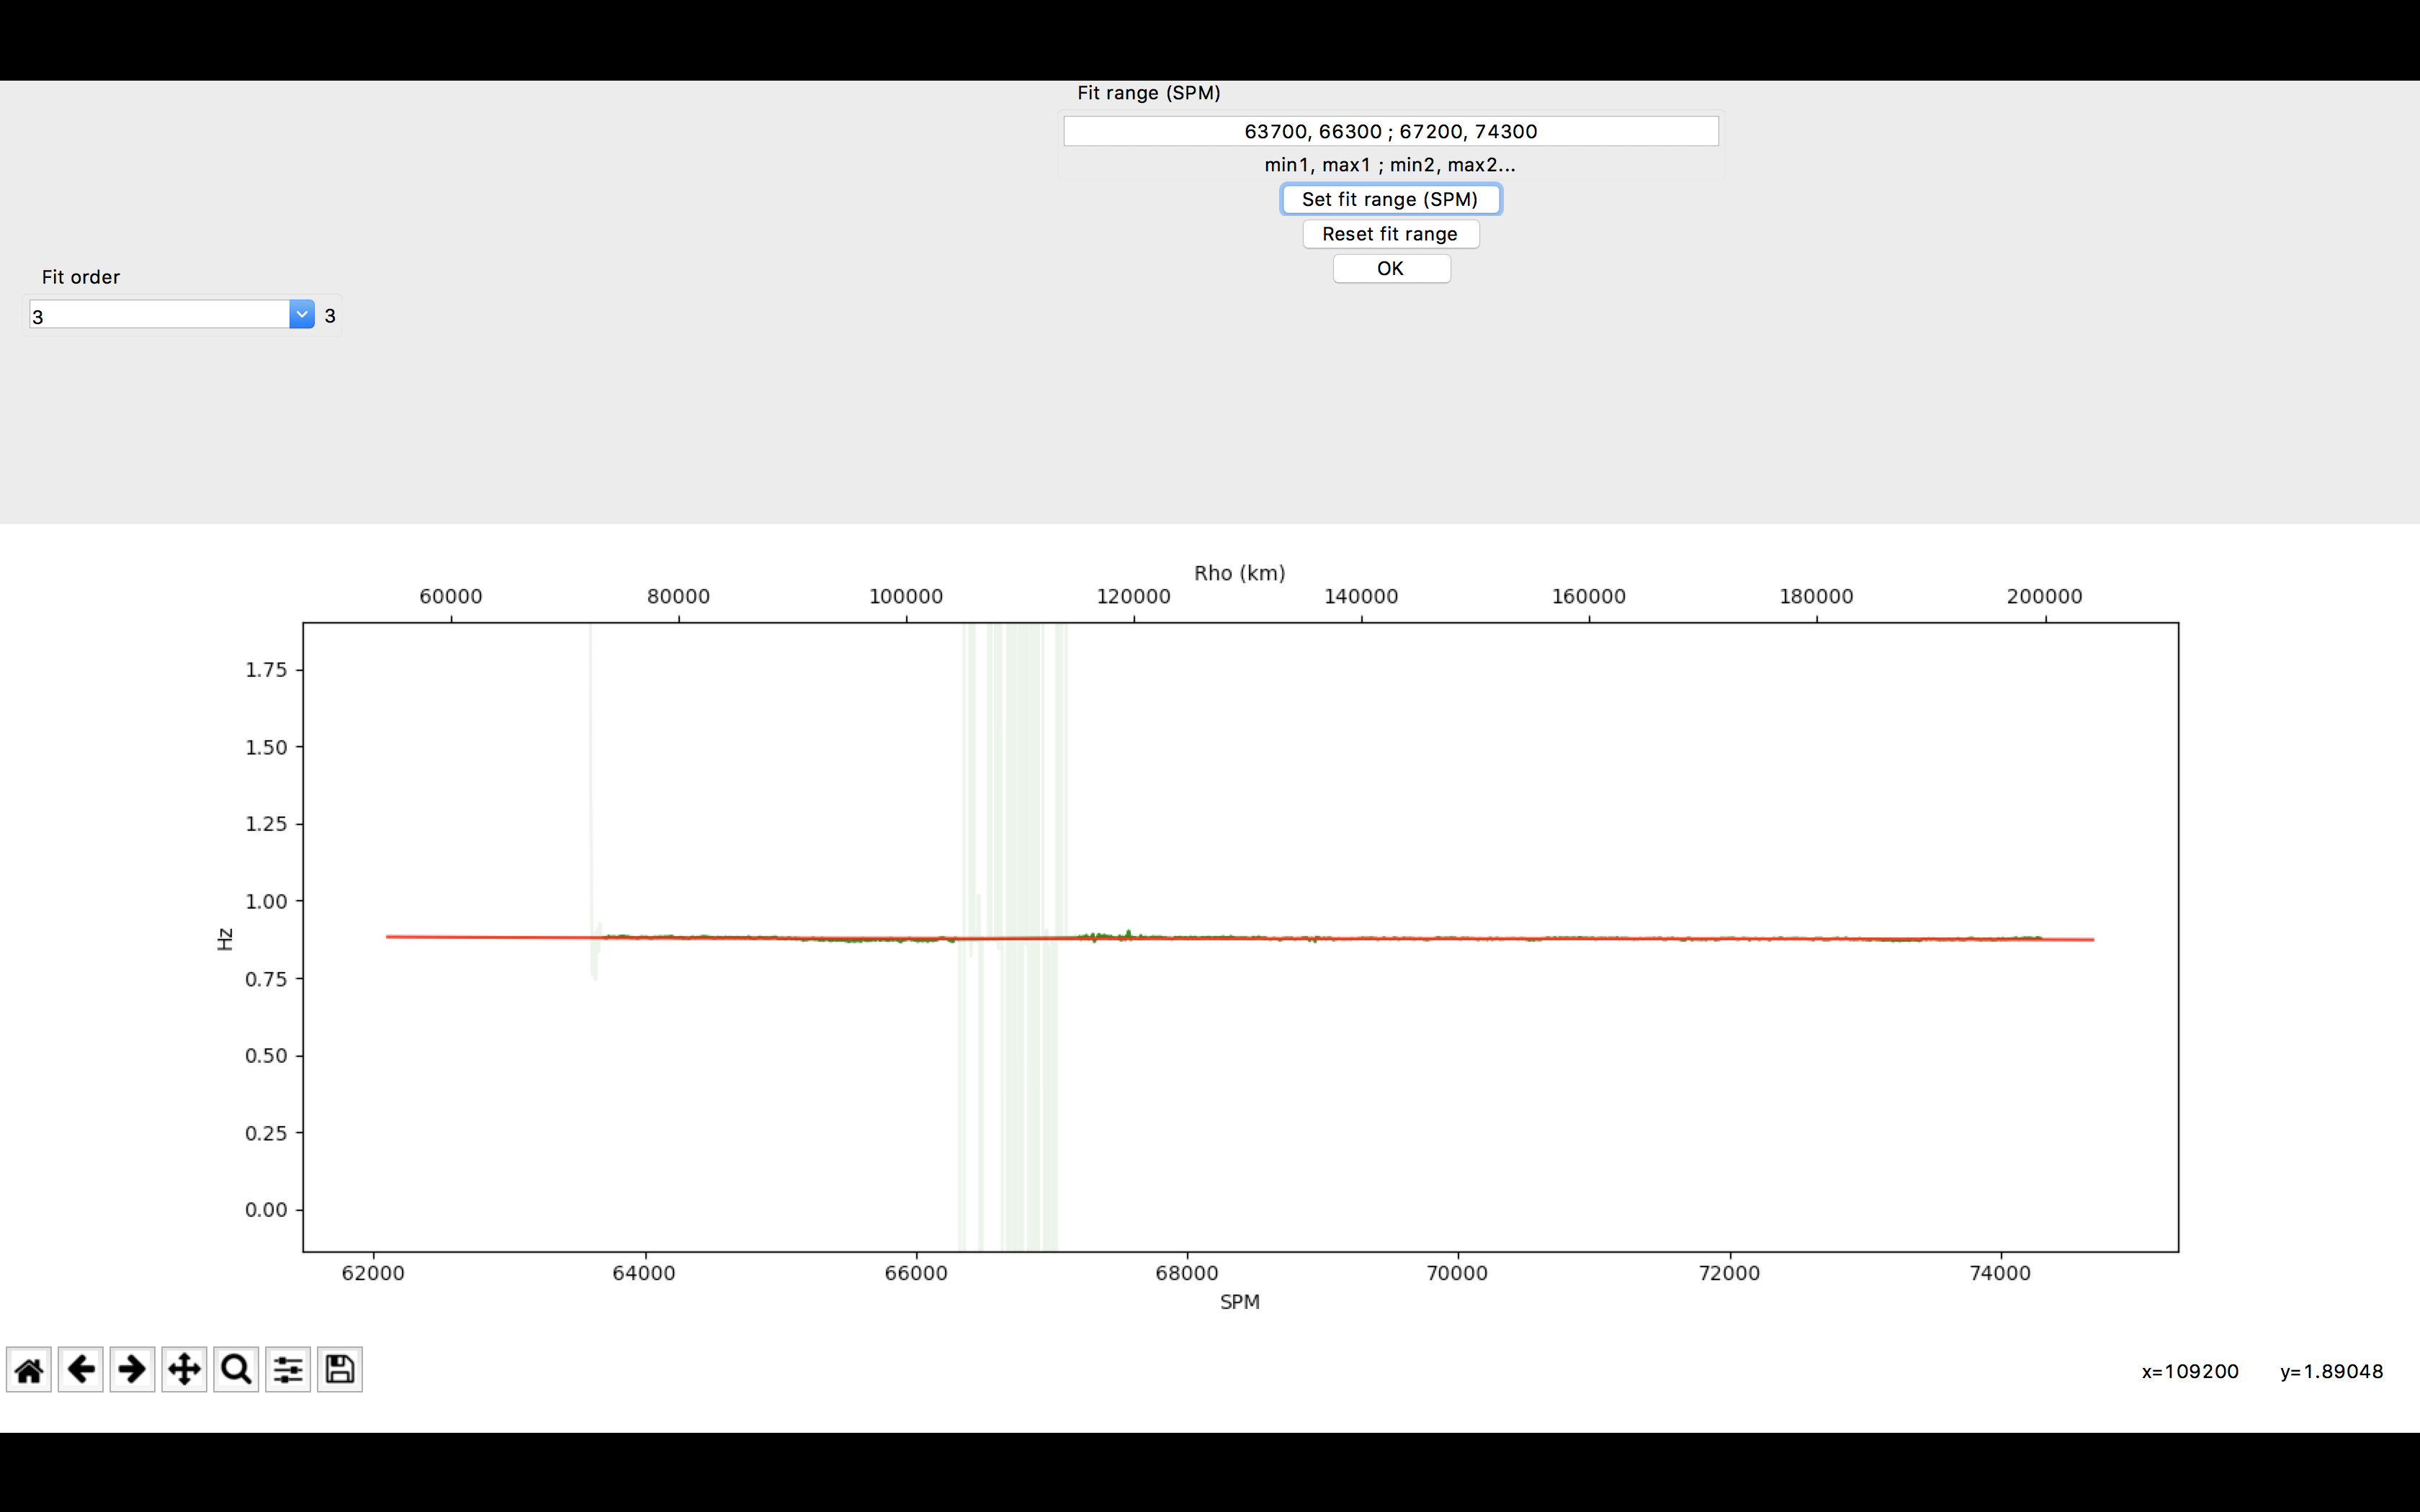 Fit range (SPM)
63700, 66300 ; 67200, 74300
min1, max1 ; min2, max2...
Set fit range (SPM)
Reset fit range
OK
Fit order
3 3
Rho (km)
60000 80000 100000 120000 140000 160000 180000 200000
1.75
1.50
1.25
1.00
Hz
0.75
0.50
0.25
0.00
62000 64000 66000 68000 70000 72000 74000
SPM
x=109200 y=1.89048